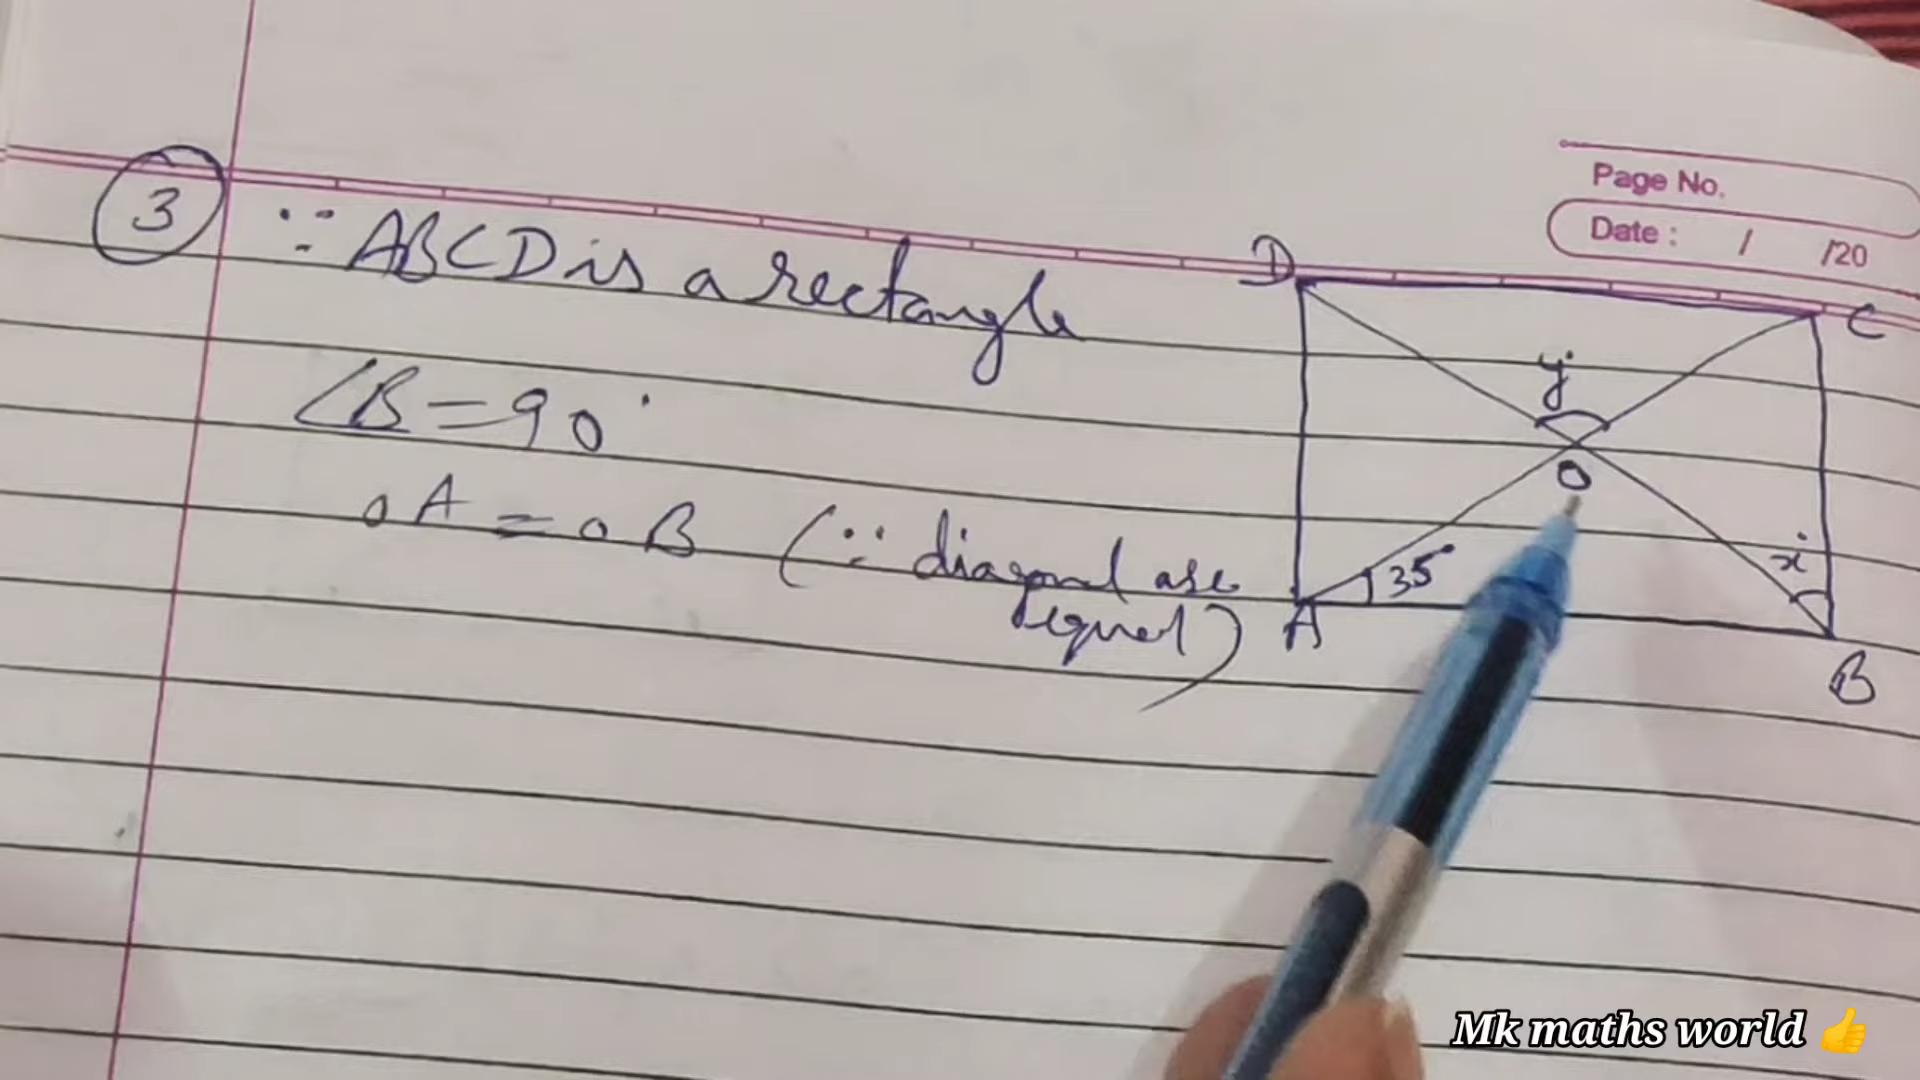 Page No.
Date : / /20
3 ∵ ABCD is a rectangle
∠B = 90°
OA = OB (∵ diagonal are
equal)
D
C
y°
O
35°
x°
A
B
Mk maths world 👍